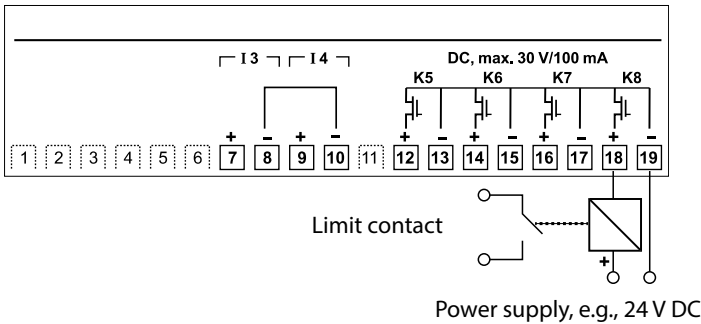 I 3 I 4 DC, max. 30 V/100 mA
K5 K6 K7 K8
+ − + − + − + − + − + −
1 2 3 4 5 6 7 8 9 10 11 12 13 14 15 16 17 18 19
Limit contact
+
Power supply, e.g., 24 V DC